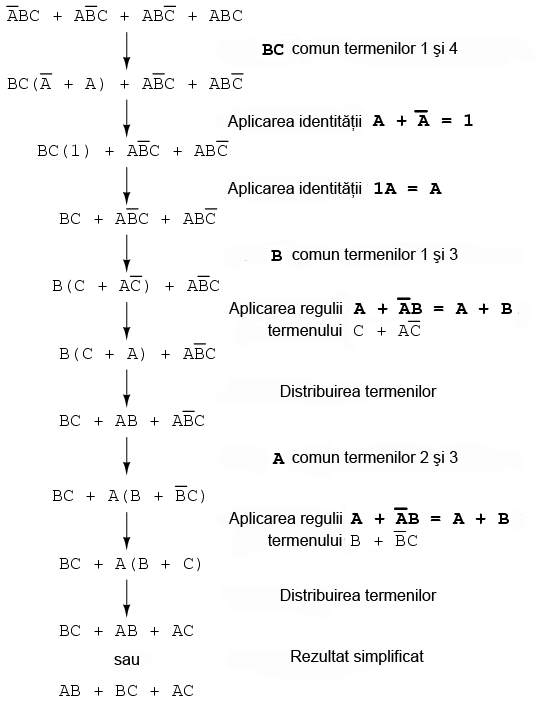 A̅BC + AB̅C + ABC̅ + ABC
BC comun termenilor 1 şi 4
BC(A̅ + A) + AB̅C + ABC̅
Aplicarea identităţii A + A̅ = 1
BC(1) + AB̅C + ABC̅
Aplicarea identităţii 1A = A
BC + AB̅C + ABC̅
B comun termenilor 1 şi 3
B(C + AC̅) + AB̅C
Aplicarea regulii A + A̅B = A + B
termenului C + AC̅
B(C + A) + AB̅C
Distribuirea termenilor
BC + AB + AB̅C
A comun termenilor 2 şi 3
BC + A(B + B̅C)
Aplicarea regulii A + A̅B = A + B
termenului B + B̅C
BC + A(B + C)
Distribuirea termenilor
BC + AB + AC
sau Rezultat simplificat
AB + BC + AC